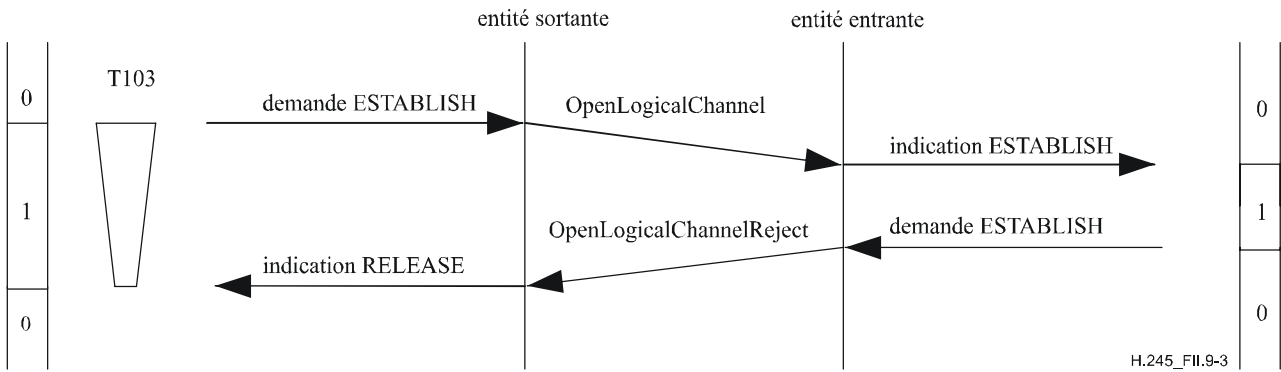 entité sortante
entité entrante
T103
0
demande ESTABLISH
OpenLogicalChannel
0
indication ESTABLISH
1
OpenLogicalChannelReject
demande ESTABLISH
1
indication RELEASE
0
0
H.245_FII.9-3